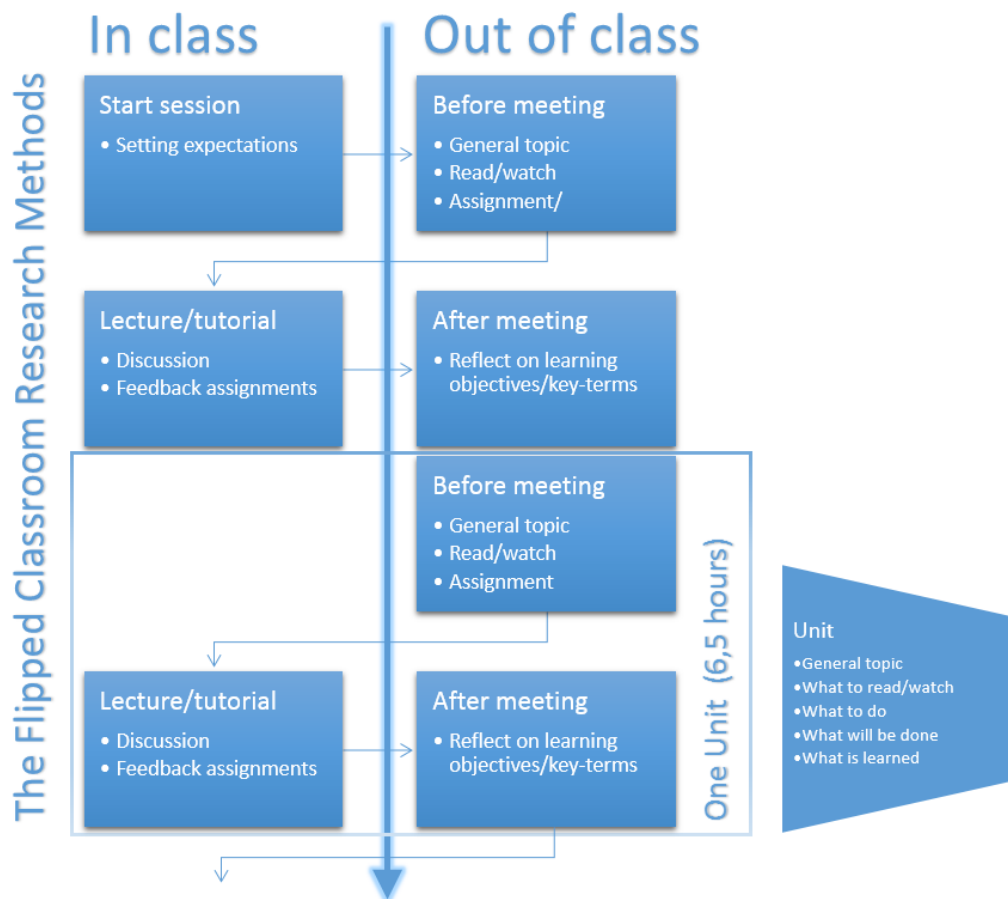 The Flipped Classroom Research Methods
In class
Out of class
Start session
• Setting expectations
Before meeting
• General topic
• Read/watch
• Assignment/
Lecture/tutorial
• Discussion
• Feedback assignments
After meeting
• Reflect on learning
objectives/key-terms
Before meeting
• General topic
• Read/watch
• Assignment
Lecture/tutorial
• Discussion
• Feedback assignments
After meeting
• Reflect on learning
objectives/key-terms
One Unit (6,5 hours)
Unit
•General topic
•What to read/watch
•What to do
•What will be done
•What is learned